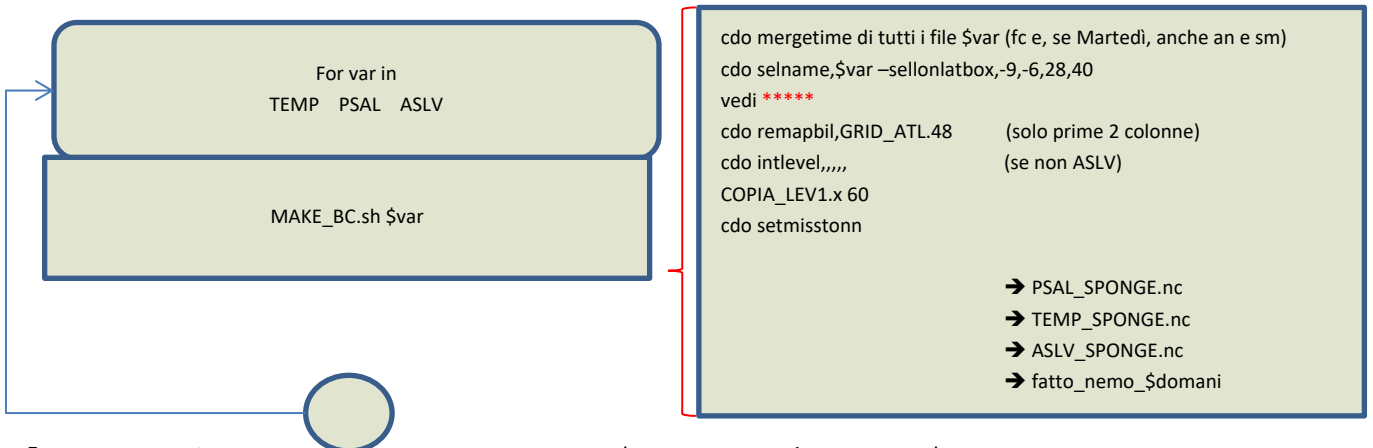 For var in
TEMP PSAL ASLV
MAKE_BC.sh $var
cdo mergetime di tutti i file $var (fc e, se Martedì, anche an e sm)
cdo selname,$var –sellonlatbox,-9,-6,28,40
vedi *****
cdo remapbil,GRID_ATL.48 (solo prime 2 colonne)
cdo intlevel,,,,, (se non ASLV)
COPIA_LEV1.x 60
cdo setmisstonn
➔ PSAL_SPONGE.nc
➔ TEMP_SPONGE.nc
➔ ASLV_SPONGE.nc
➔ fatto_nemo_$domani